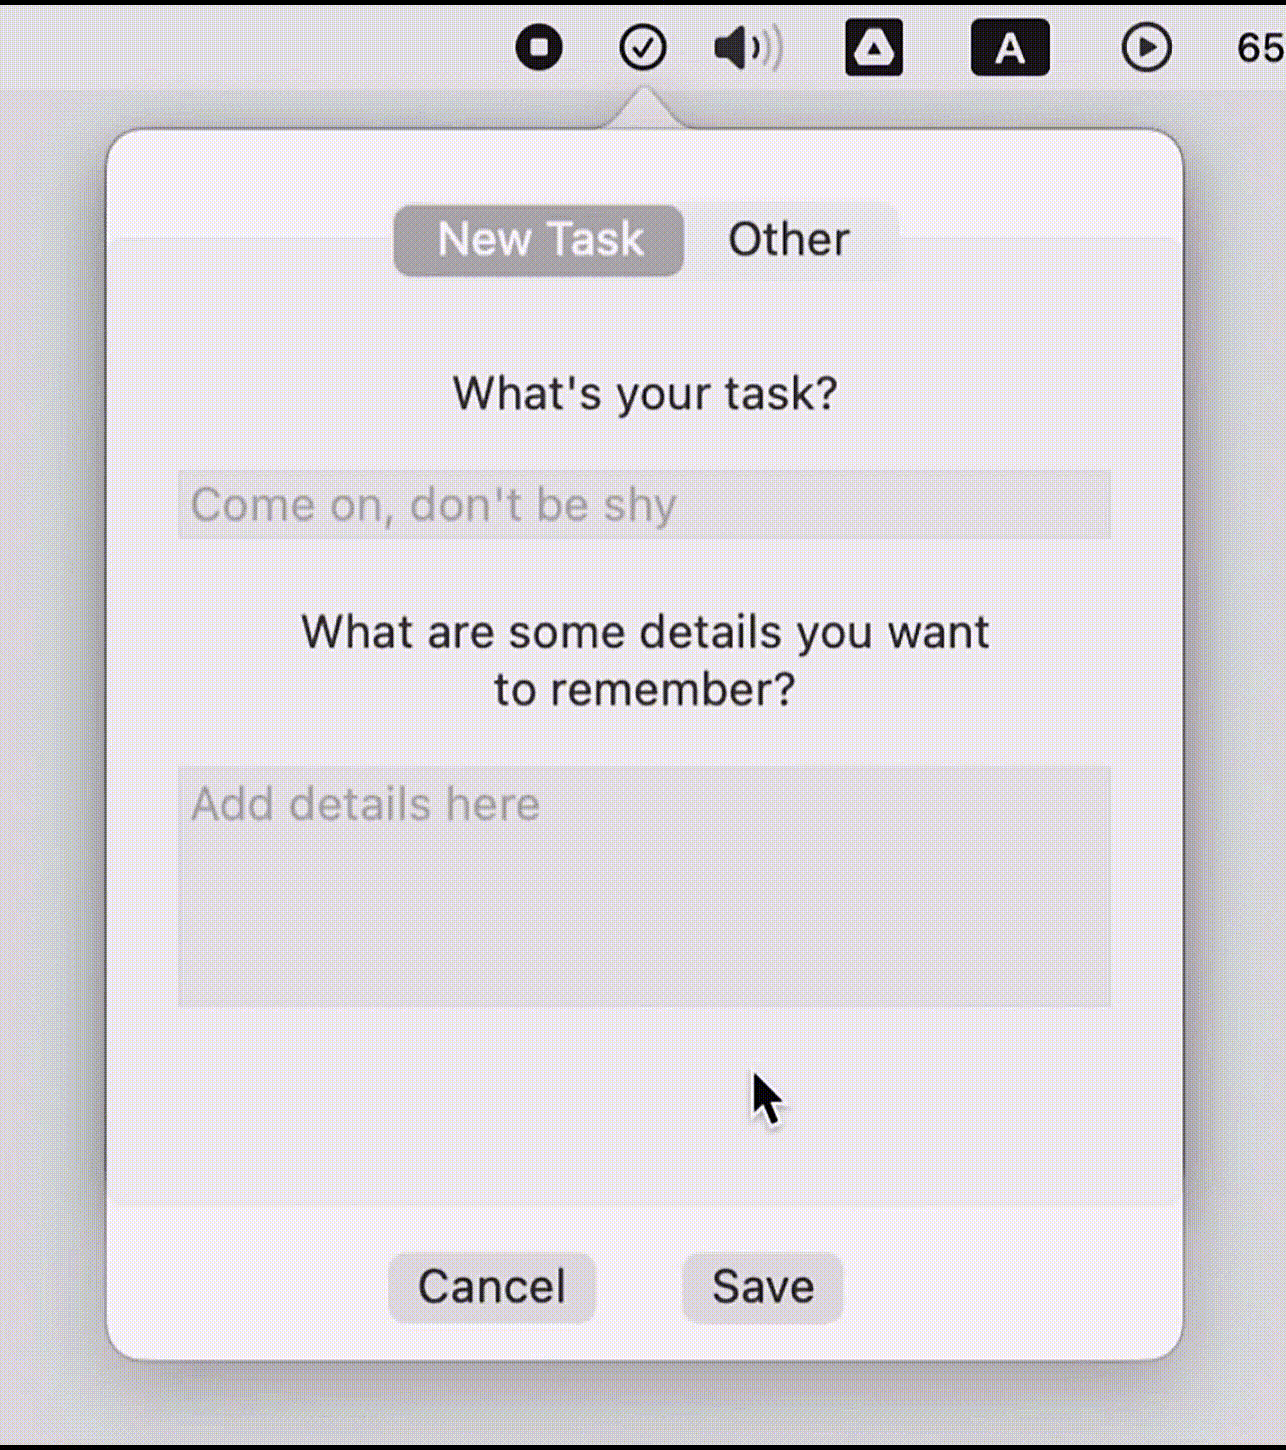 A
65
New Task
Other
What's your task?
Come on, don't be shy
What are some details you want
to remember?
Add details here
Cancel
Save